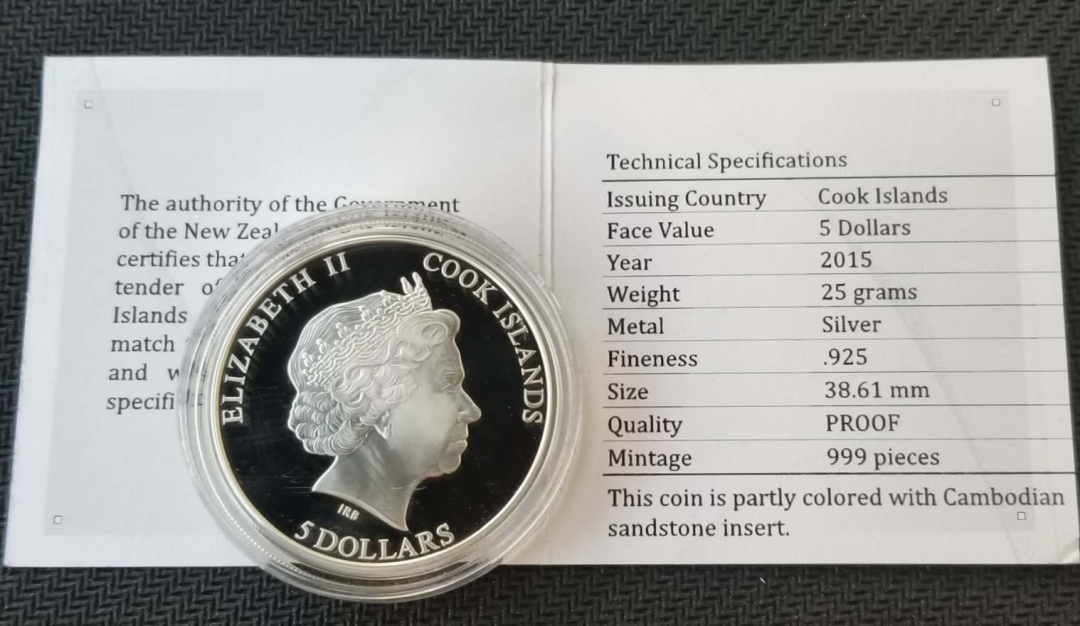 The authority of the Government
of the New Zeal
certifies tha
tender of
Islands
match
and w
specifi
ELIZABETH II
COOK ISLANDS
IRB
5 DOLLARS
Technical Specifications
Issuing Country Cook Islands
Face Value 5 Dollars
Year 2015
Weight 25 grams
Metal Silver
Fineness .925
Size 38.61 mm
Quality PROOF
Mintage 999 pieces
This coin is partly colored with Cambodian
sandstone insert.